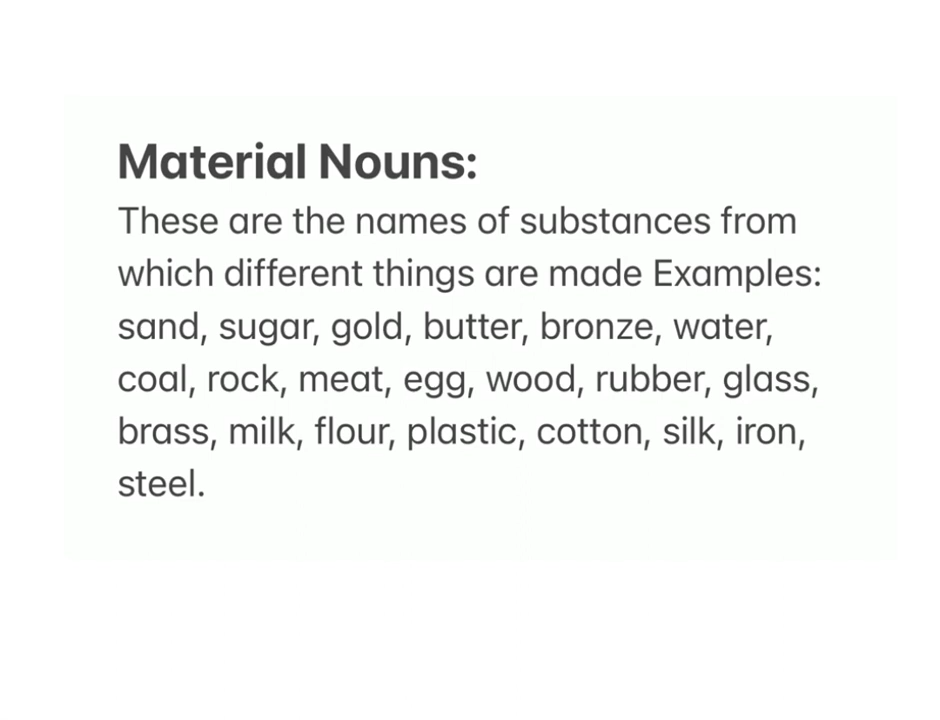 Material Nouns:
These are the names of substances from
which different things are made Examples:
sand, sugar, gold, butter, bronze, water,
coal, rock, meat, egg, wood, rubber, glass,
brass, milk, flour, plastic, cotton, silk, iron,
steel.